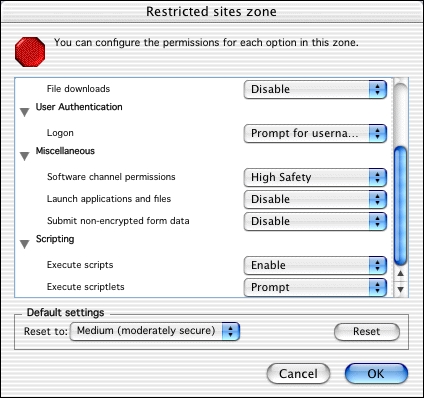 Restricted sites zone
You can configure the permissions for each option in this zone.
File downloads Disable
User Authentication
Logon Prompt for userna...
Miscellaneous
Software channel permissions High Safety
Launch applications and files Disable
Submit non-encrypted form data Disable
Scripting
Execute scripts Enable
Execute scriptlets Prompt
Default settings
Reset to: Medium (moderately secure) Reset
Cancel OK